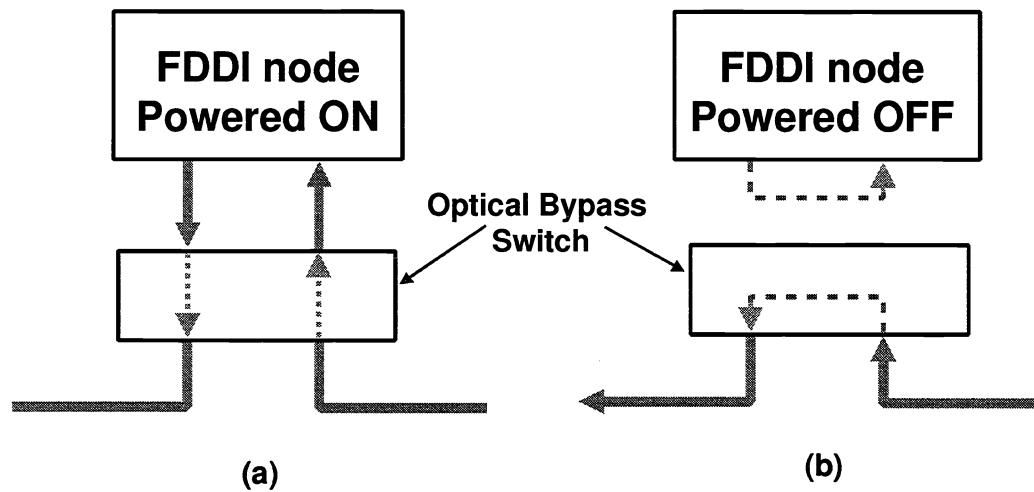 FDDI node
Powered ON
FDDI node
Powered OFF
Optical Bypass
Switch
(a)
(b)